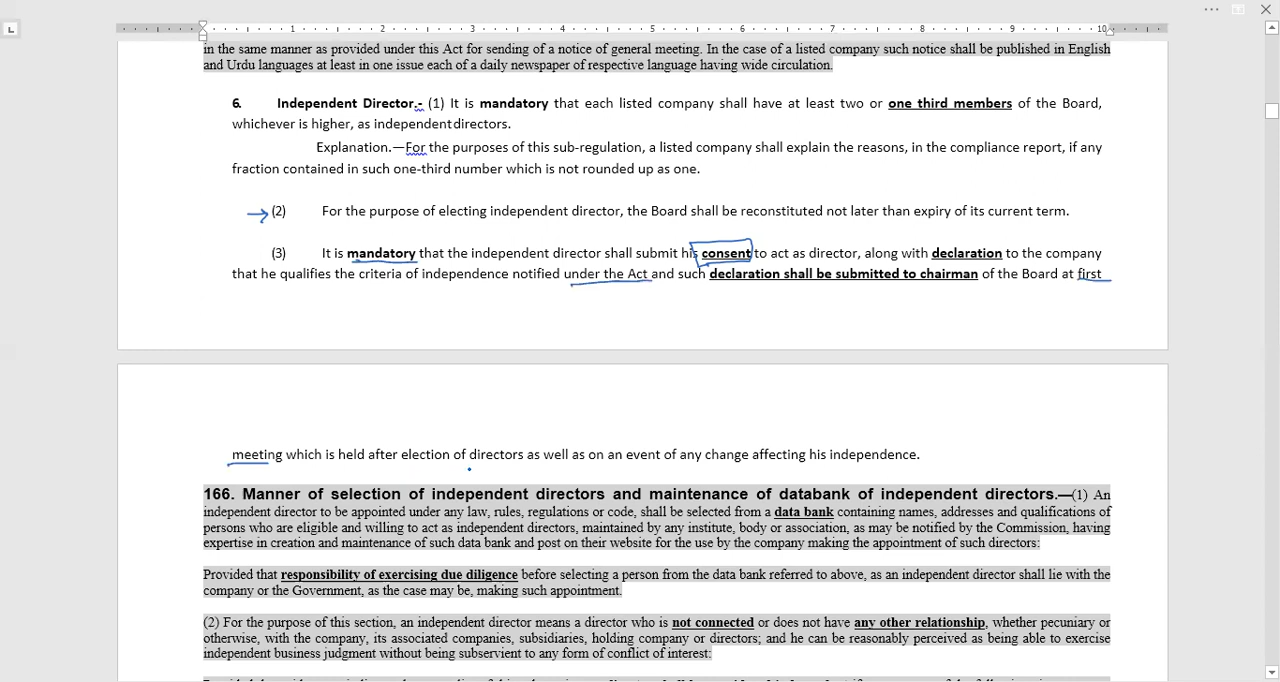 1 2 3 4 5 6 7 8 9 10
in the same manner as provided under this Act for sending of a notice of general meeting. In the case of a listed company such notice shall be published in English
and Urdu languages at least in one issue each of a daily newspaper of respective language having wide circulation.
6. Independent Director.- (1) It is mandatory that each listed company shall have at least two or one third members of the Board,
whichever is higher, as independent directors.
Explanation.—For the purposes of this sub-regulation, a listed company shall explain the reasons, in the compliance report, if any
fraction contained in such one-third number which is not rounded up as one.
(2) For the purpose of electing independent director, the Board shall be reconstituted not later than expiry of its current term.
(3) It is mandatory that the independent director shall submit his consent to act as director, along with declaration to the company
that he qualifies the criteria of independence notified under the Act and such declaration shall be submitted to chairman of the Board at first
meeting which is held after election of directors as well as on an event of any change affecting his independence.
166. Manner of selection of independent directors and maintenance of databank of independent directors.—(1) An
independent director to be appointed under any law, rules, regulations or code, shall be selected from a data bank containing names, addresses and qualifications of
persons who are eligible and willing to act as independent directors, maintained by any institute, body or association, as may be notified by the Commission, having
expertise in creation and maintenance of such data bank and post on their website for the use by the company making the appointment of such directors:
Provided that responsibility of exercising due diligence before selecting a person from the data bank referred to above, as an independent director shall lie with the
company or the Government, as the case may be, making such appointment.
(2) For the purpose of this section, an independent director means a director who is not connected or does not have any other relationship, whether pecuniary or
otherwise, with the company, its associated companies, subsidiaries, holding company or directors; and he can be reasonably perceived as being able to exercise
independent business judgment without being subservient to any form of conflict of interest: